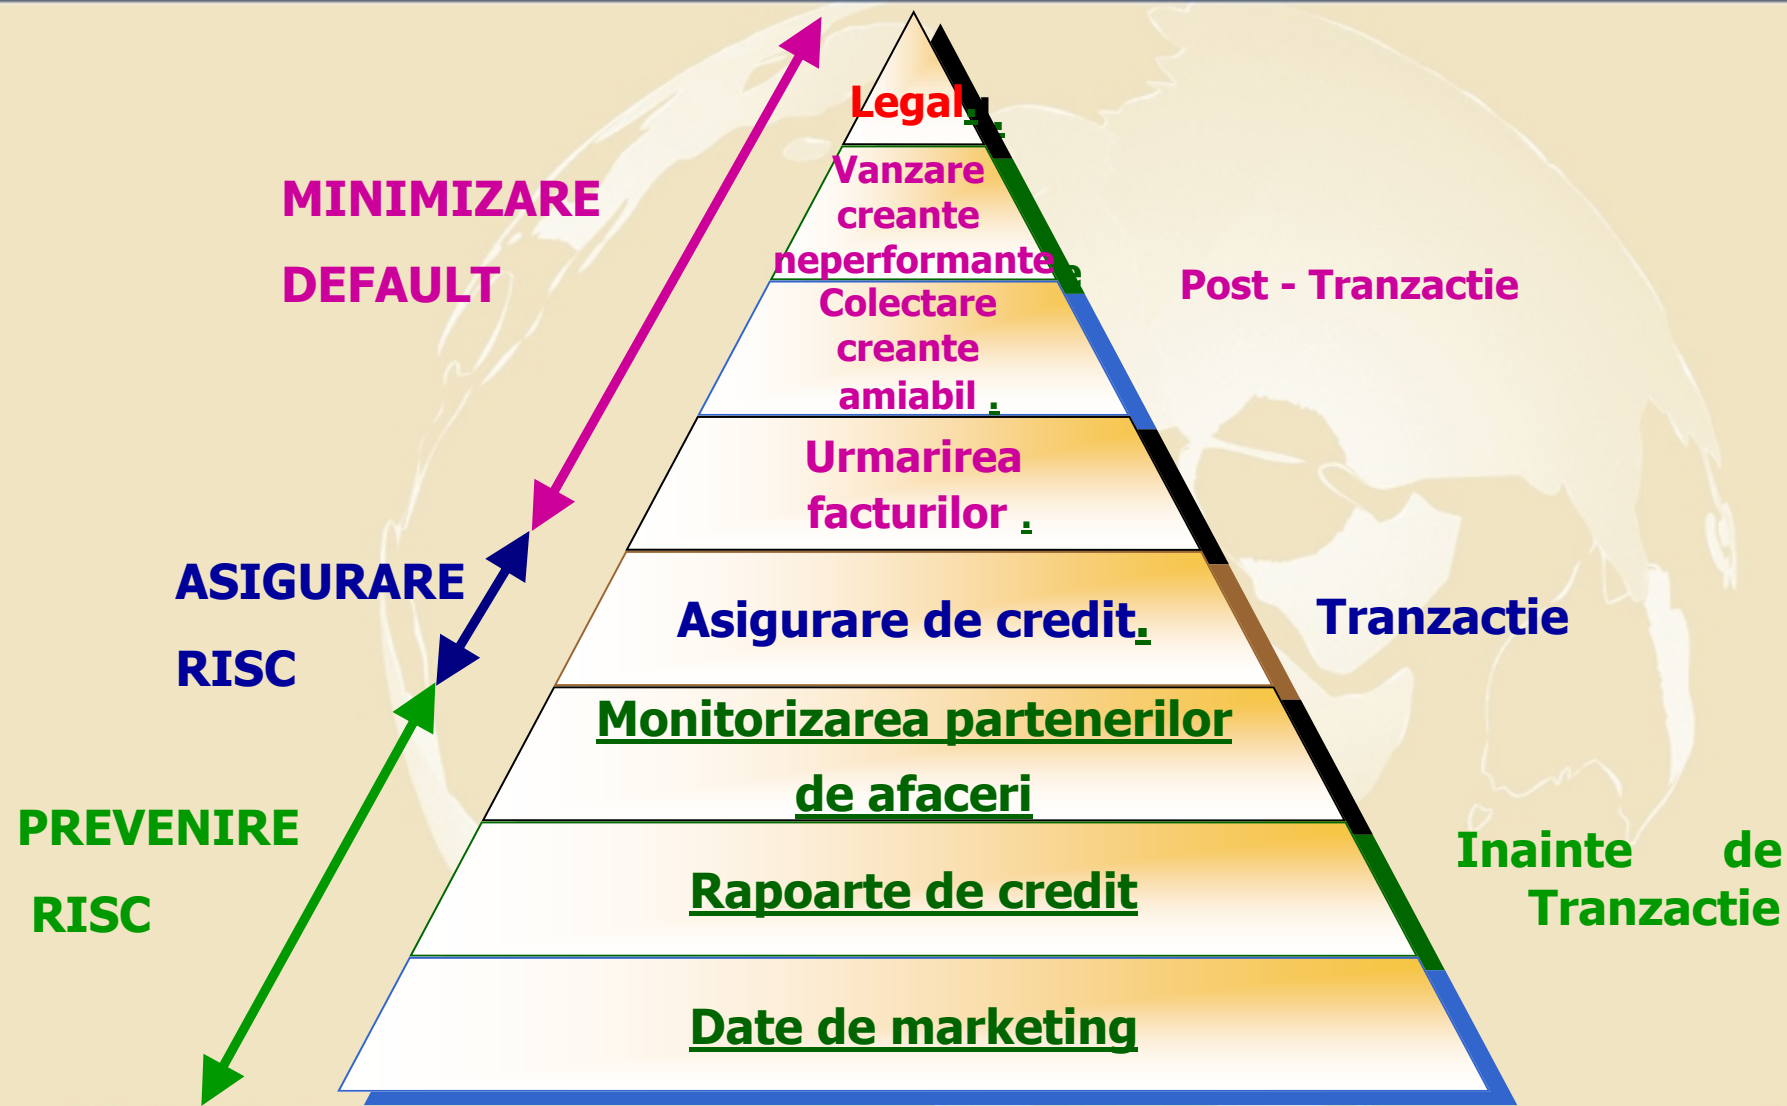 Legal.
.
Vanzare
creante
neperformante
MINIMIZARE
DEFAULT
Post - Tranzactie
Colectare
creante
amiabil .
Urmarirea
facturilor .
ASIGURARE
RISC
Asigurare de credit.
Tranzactie
Monitorizarea partenerilor
de afaceri
PREVENIRE
RISC
Rapoarte de credit
Inainte de
Tranzactie
Date de marketing